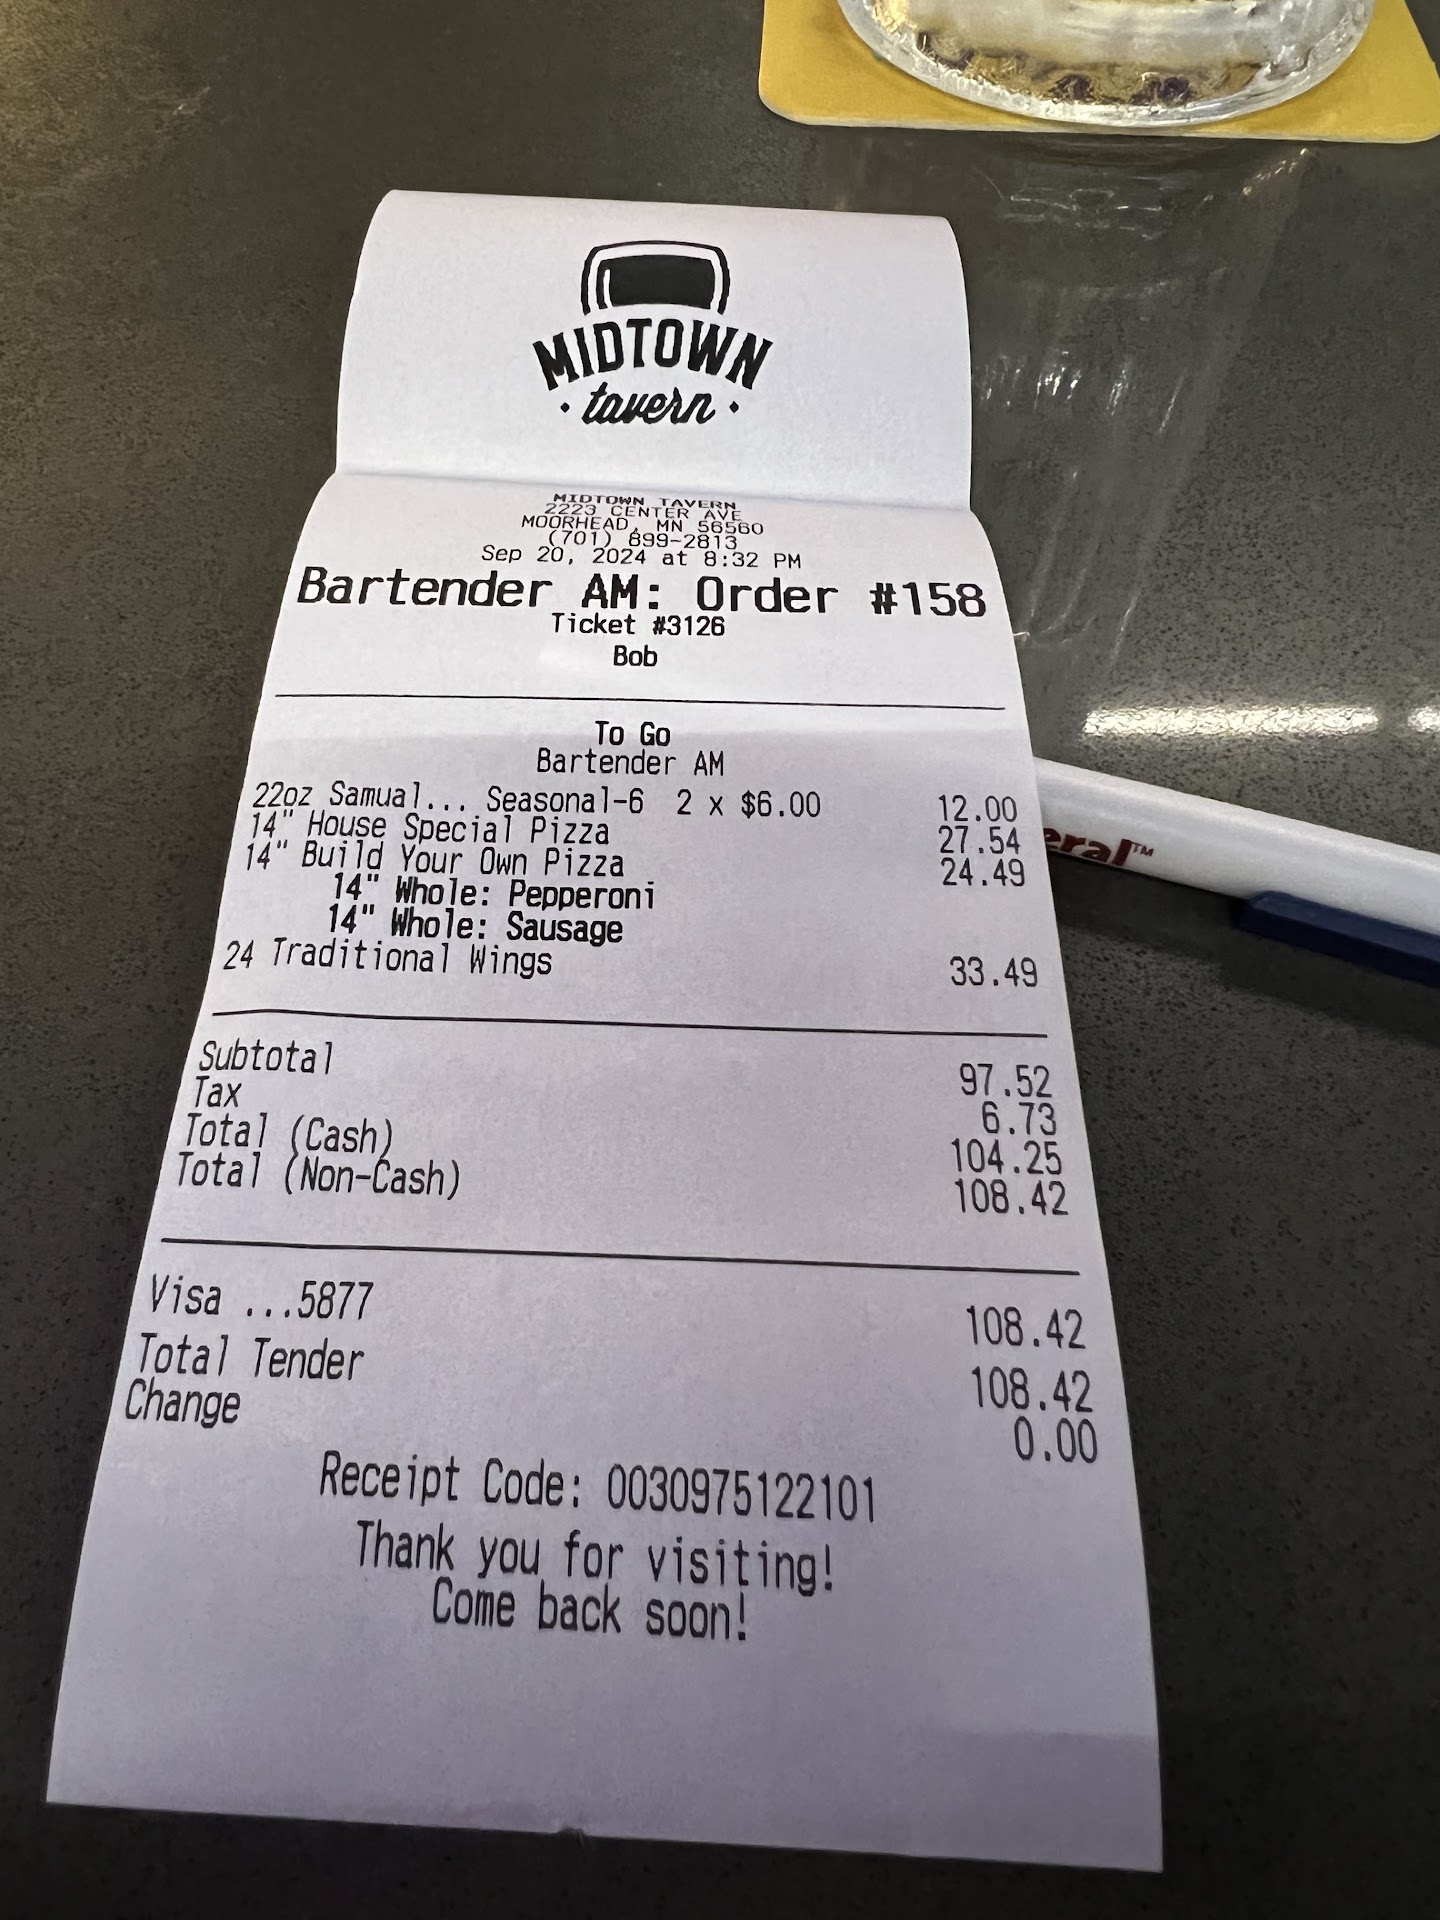 MIDTOWN
· tavern ·
MIDTOWN TAVERN
2223 CENTER AVE
MOORHEAD, MN 56560
(701) 899-2813
Sep 20, 2024 at 8:32 PM
Bartender AM: Order #158
Ticket #3126
Bob
To Go
Bartender AM
22oz Samual... Seasonal-6 2 x $6.00 12.00
14" House Special Pizza 27.54
14" Build Your Own Pizza 24.49
14" Whole: Pepperoni
14" Whole: Sausage
24 Traditional Wings 33.49
Subtotal 97.52
Tax 6.73
Total (Cash) 104.25
Total (Non-Cash) 108.42
Visa ...5877 108.42
Total Tender 108.42
Change 0.00
Receipt Code: 0030975122101
Thank you for visiting!
Come back soon!
eral™